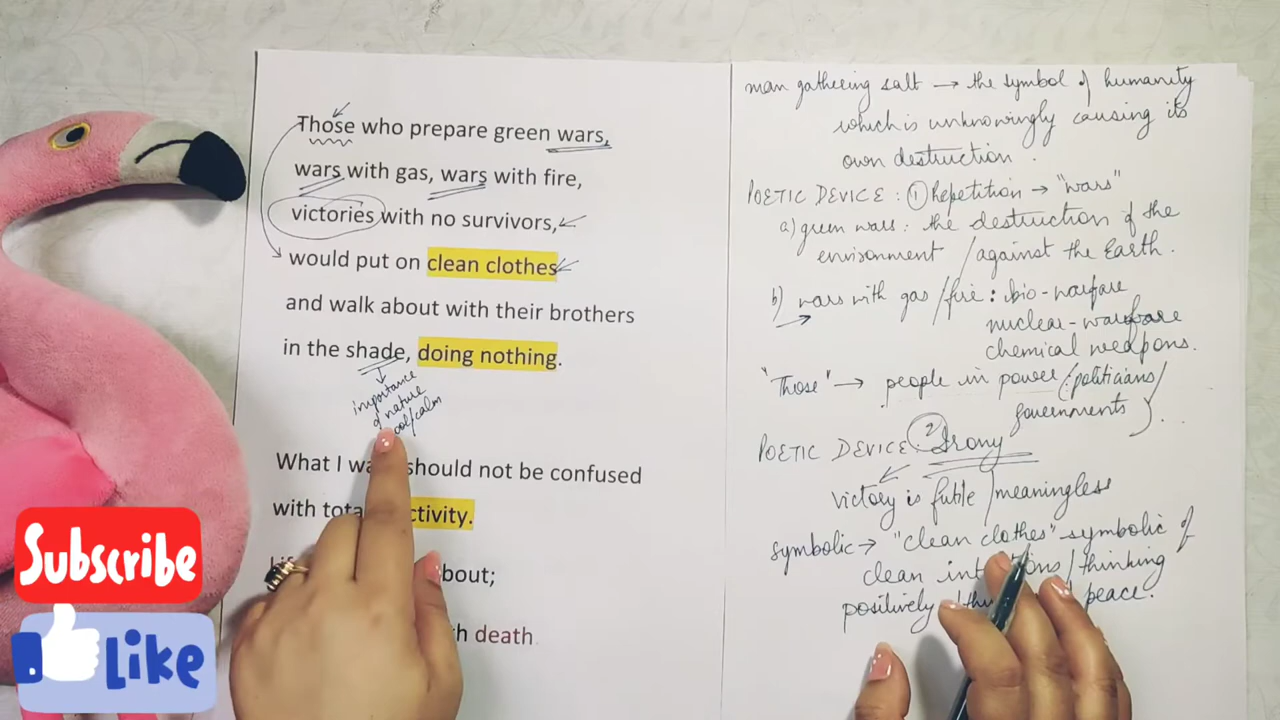 Those who prepare green wars,
wars with gas, wars with fire,
victories with no survivors,
would put on clean clothes
and walk about with their brothers
in the shade, doing nothing.
importance
of nature
cool/calm
What I should not be confused
with
bout;
death.
man gathering salt → the symbol of humanity
which is unknowingly causing its
own destruction.
POETIC DEVICE: ① Repetition → "wars"
a) green wars: the destruction of the
environment / against the Earth.
b) wars with gas/fire: bio-warfare
nuclear-warfare
chemical weapons.
"Those" → people in power (politicians/
governments).
POETIC DEVICE: ② Irony
victory is futile / meaningless
symbolic → "clean clothes" symbolic of
clean / thinking
positively peace.
Subscribe
Like